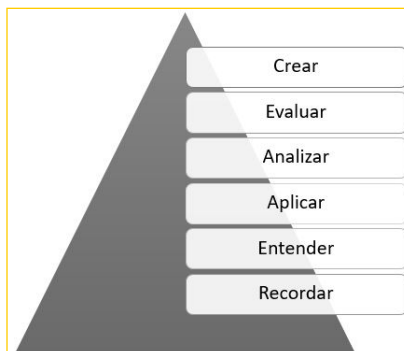 Crear
Evaluar
Analizar
Aplicar
Entender
Recordar